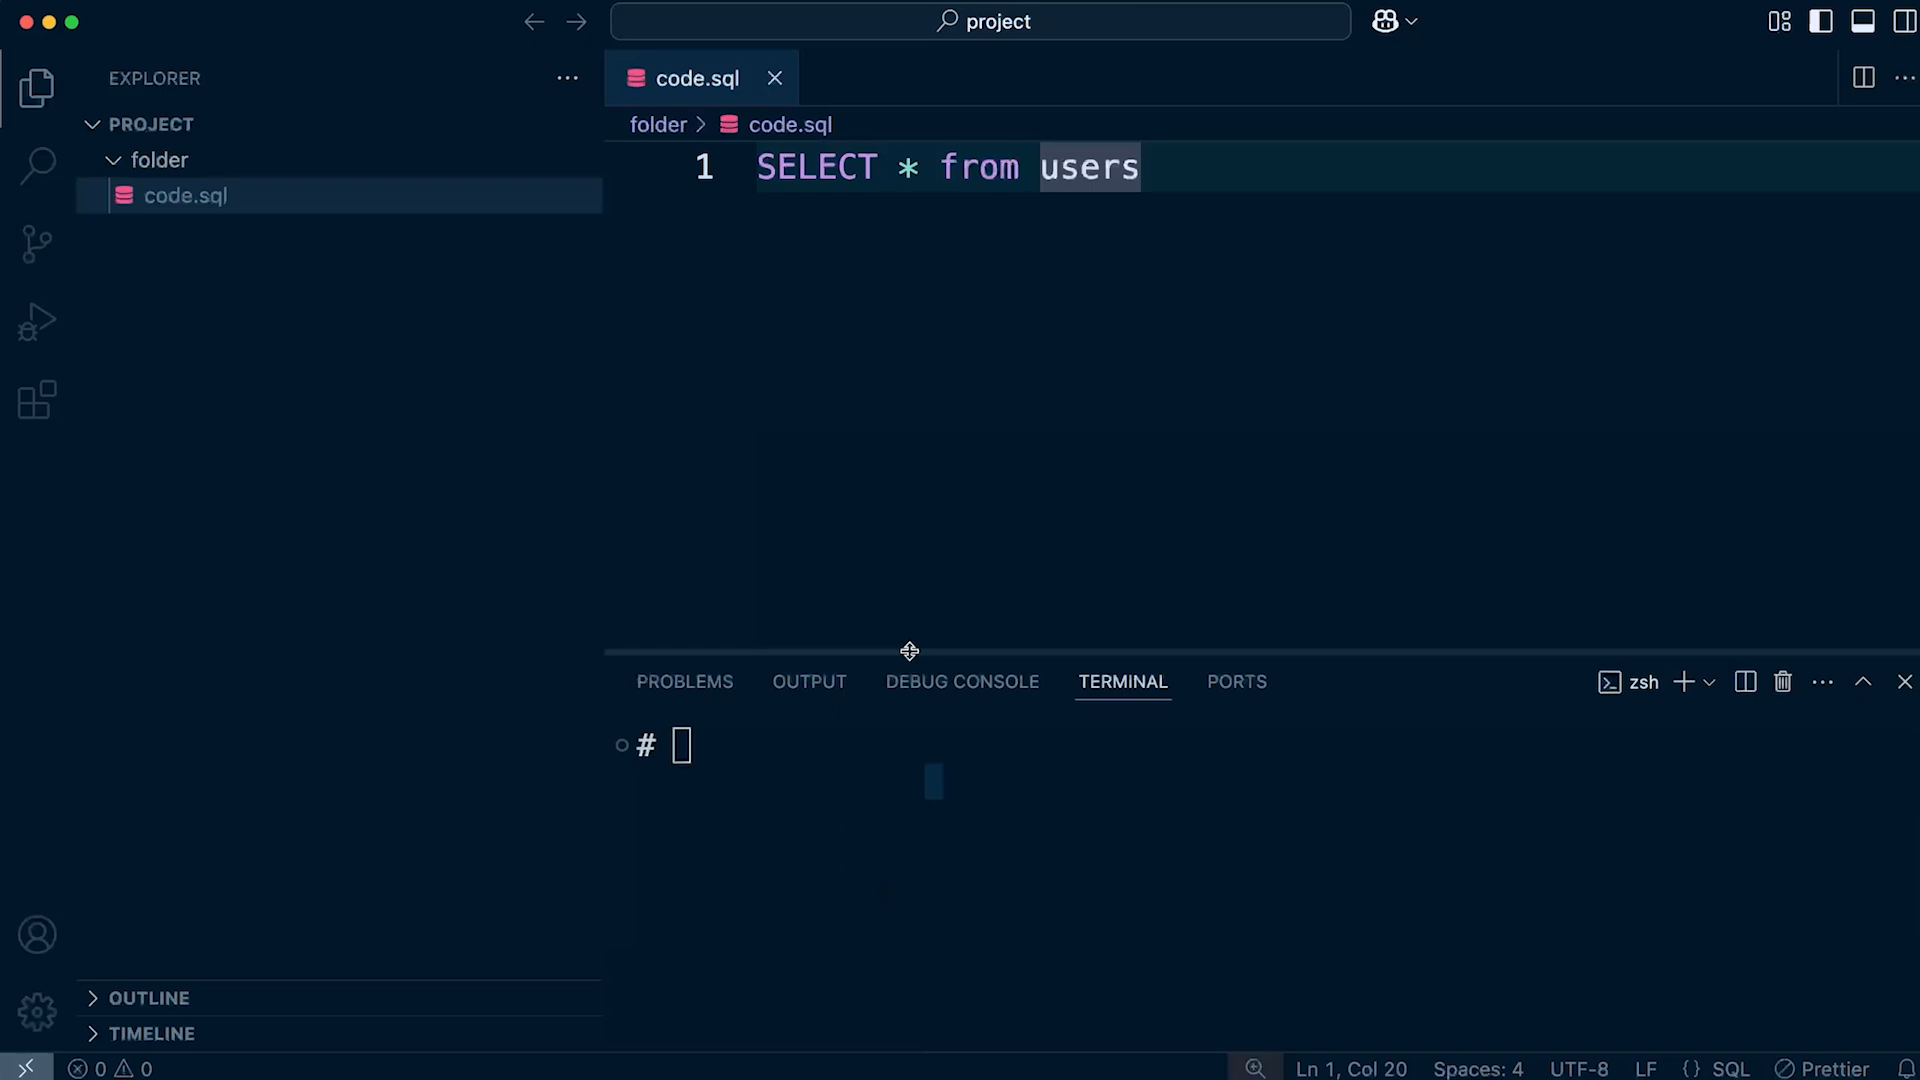 project
EXPLORER
PROJECT
folder
code.sql
code.sql
folder > code.sql
1 SELECT * from users
PROBLEMS OUTPUT DEBUG CONSOLE TERMINAL PORTS
zsh
#
OUTLINE
TIMELINE
0 0
Ln 1, Col 20 Spaces: 4 UTF-8 LF {} SQL Prettier